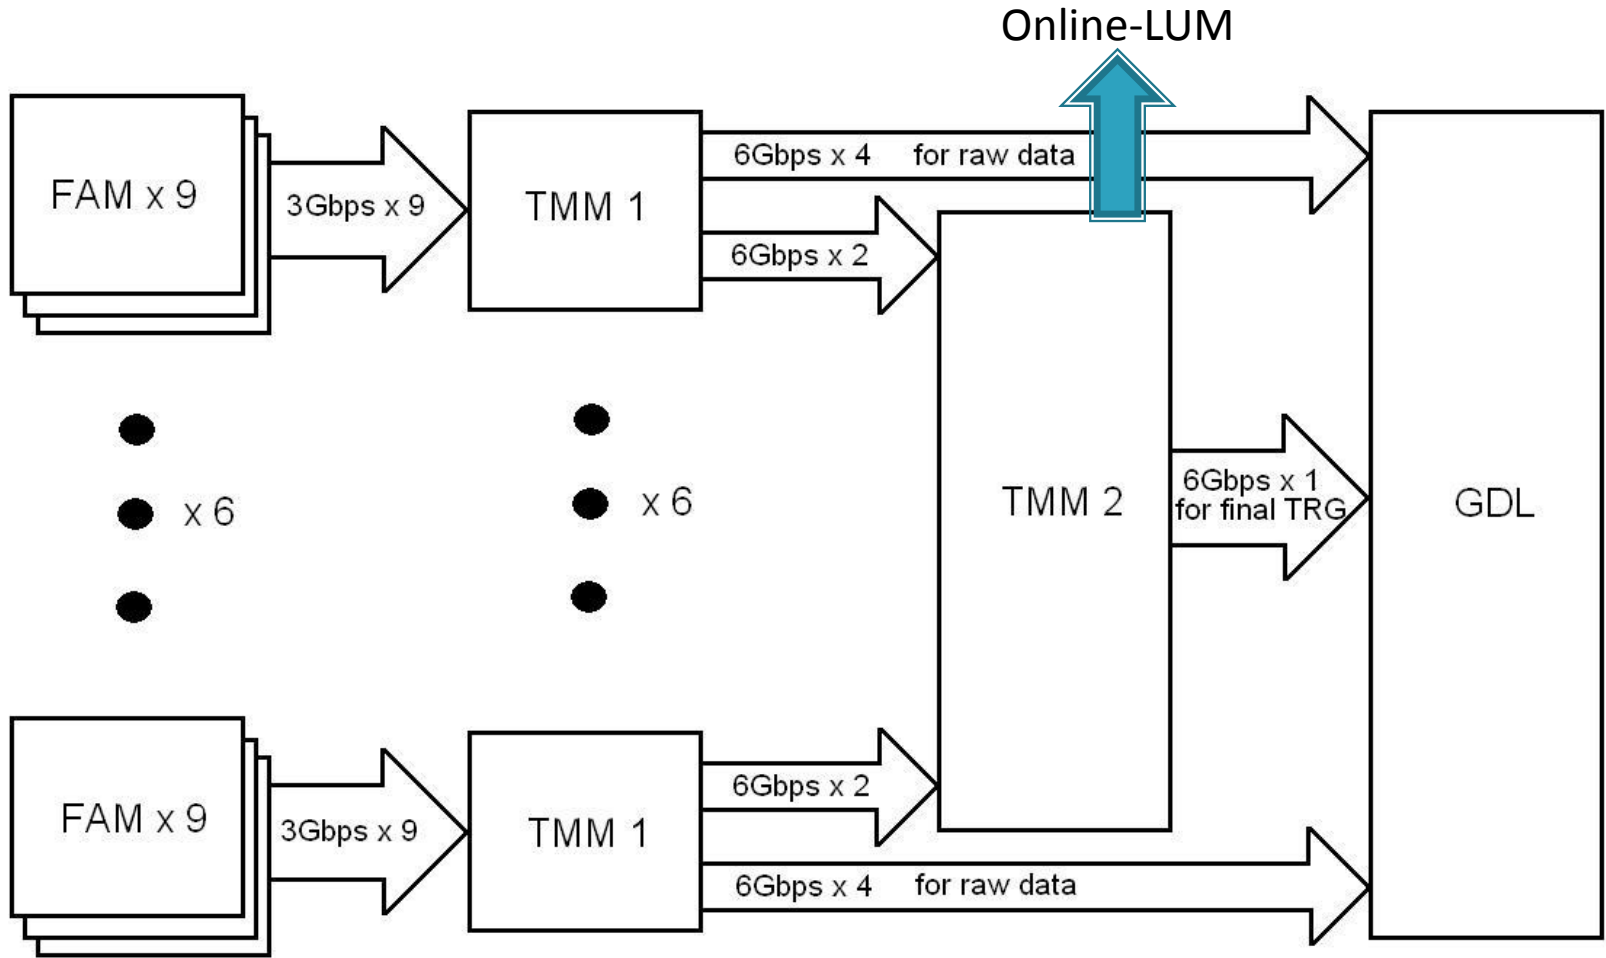 Online-LUM
FAM x 9
3Gbps x 9
TMM 1
6Gbps x 4 for raw data
6Gbps x 2
x 6
x 6
TMM 2
6Gbps x 1
for final TRG
GDL
FAM x 9
3Gbps x 9
TMM 1
6Gbps x 2
6Gbps x 4 for raw data